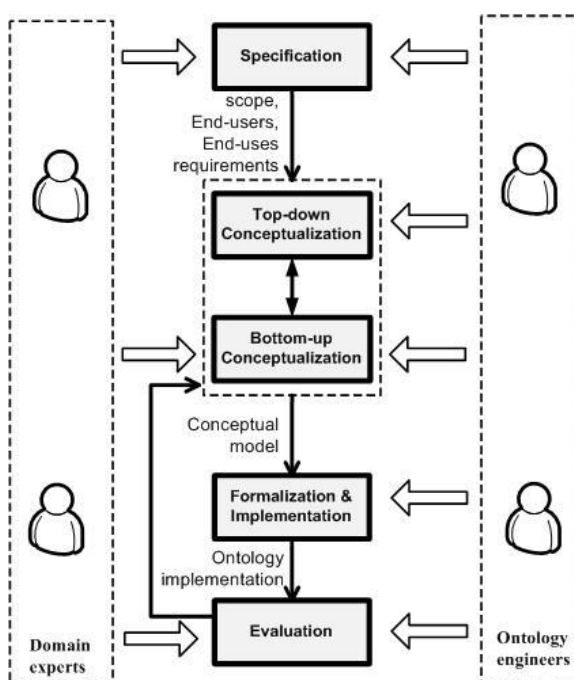 Specification
scope,
End-users,
End-uses
requirements
Top-down
Conceptualization
Bottom-up
Conceptualization
Conceptual
model
Formalization &
Implementation
Ontology
implementation
Evaluation
Domain
experts
Ontology
engineers